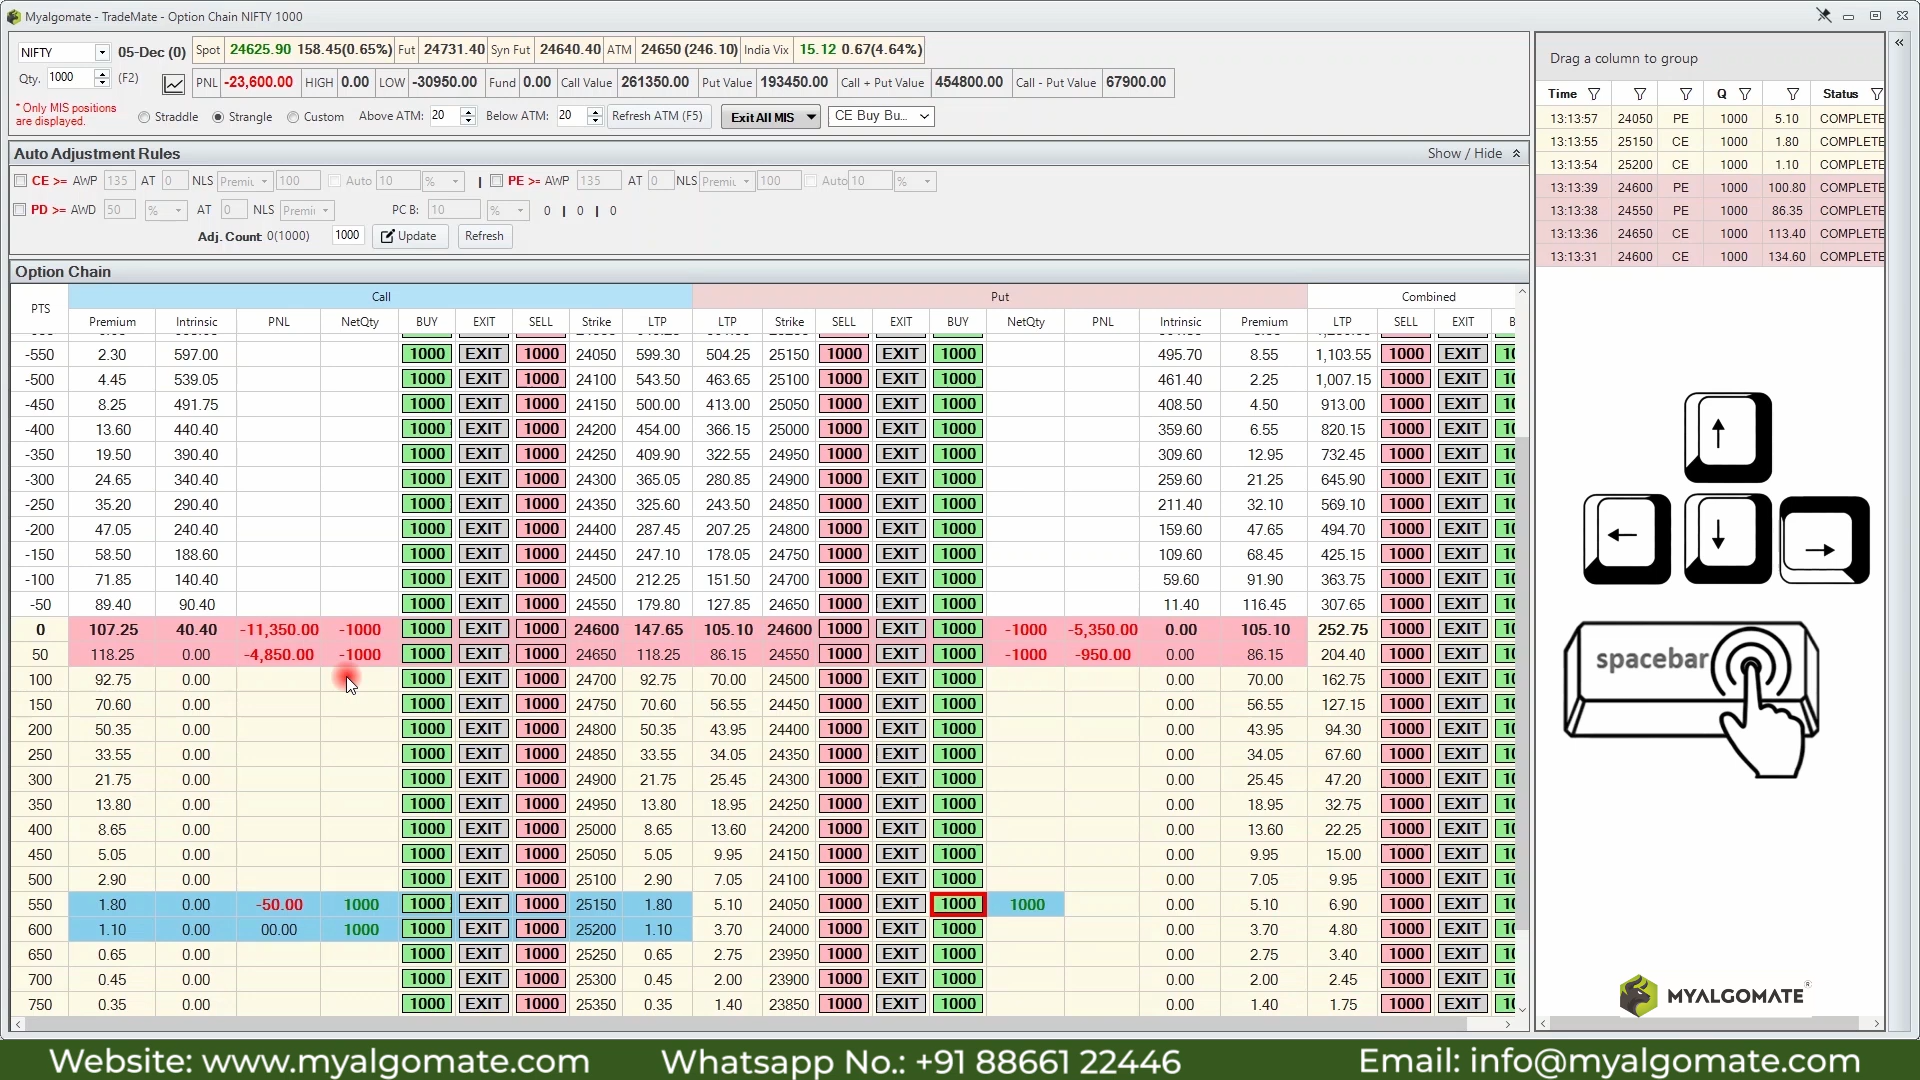 Myalgomate - TradeMate - Option Chain NIFTY 1000
NIFTY 05-Dec (0) Spot 24625.90 158.45(0.65%) Fut 24731.40 Syn Fut 24640.40 ATM 24650 (246.10) India Vix 15.12 0.67(4.64%)
Qty. 1000 (F2) PNL -23,600.00 HIGH 0.00 LOW -30950.00 Fund 0.00 Call Value 261350.00 Put Value 193450.00 Call + Put Value 454800.00 Call - Put Value 67900.00
* Only MIS positions
are displayed.
Straddle Strangle Custom Above ATM: 20 Below ATM: 20 Refresh ATM (F5) Exit All MIS CE Buy Bu...
Auto Adjustment Rules Show / Hide
CE >= AWP 135 AT 0 NLS Premiu 100 Auto 10 % | PE >= AWP 135 AT 0 NLS Premiu 100 Auto 10 %
PD >= AWD 50 % AT 0 NLS Premi PC B: 10 % 0 | 0 | 0
Adj. Count 0(1000) 1000 Update Refresh
Option Chain
PTS Call Put Combined
Premium Intrinsic PNL NetQty BUY EXIT SELL Strike LTP LTP Strike SELL EXIT BUY NetQty PNL Intrinsic Premium LTP SELL EXIT B
-550 2.30 597.00 1000 EXIT 1000 24050 599.30 504.25 25150 1000 EXIT 1000 495.70 8.55 1,103.55 1000 EXIT 10
-500 4.45 539.05 1000 EXIT 1000 24100 543.50 463.65 25100 1000 EXIT 1000 461.40 2.25 1,007.15 1000 EXIT 10
-450 8.25 491.75 1000 EXIT 1000 24150 500.00 413.00 25050 1000 EXIT 1000 408.50 4.50 913.00 1000 EXIT 10
-400 13.60 440.40 1000 EXIT 1000 24200 454.00 366.15 25000 1000 EXIT 1000 359.60 6.55 820.15 1000 EXIT 10
-350 19.50 390.40 1000 EXIT 1000 24250 409.90 322.55 24950 1000 EXIT 1000 309.60 12.95 732.45 1000 EXIT 10
-300 24.65 340.40 1000 EXIT 1000 24300 365.05 280.85 24900 1000 EXIT 1000 259.60 21.25 645.90 1000 EXIT 10
-250 35.20 290.40 1000 EXIT 1000 24350 325.60 243.50 24850 1000 EXIT 1000 211.40 32.10 569.10 1000 EXIT 10
-200 47.05 240.40 1000 EXIT 1000 24400 287.45 207.25 24800 1000 EXIT 1000 159.60 47.65 494.70 1000 EXIT 10
-150 58.50 188.60 1000 EXIT 1000 24450 247.10 178.05 24750 1000 EXIT 1000 109.60 68.45 425.15 1000 EXIT 10
-100 71.85 140.40 1000 EXIT 1000 24500 212.25 151.50 24700 1000 EXIT 1000 59.60 91.90 363.75 1000 EXIT 10
-50 89.40 90.40 1000 EXIT 1000 24550 179.80 127.85 24650 1000 EXIT 1000 11.40 116.45 307.65 1000 EXIT 10
0 107.25 40.40 -11,350.00 -1000 1000 EXIT 1000 24600 147.65 105.10 24600 1000 EXIT 1000 -1000 -5,350.00 0.00 105.10 252.75 1000 EXIT 10
50 118.25 0.00 -4,850.00 -1000 1000 EXIT 1000 24650 118.25 86.15 24550 1000 EXIT 1000 -1000 -950.00 0.00 86.15 204.40 1000 EXIT 10
100 92.75 0.00 1000 EXIT 1000 24700 92.75 70.00 24500 1000 EXIT 1000 0.00 70.00 162.75 1000 EXIT 10
150 70.60 0.00 1000 EXIT 1000 24750 70.60 56.55 24450 1000 EXIT 1000 0.00 56.55 127.15 1000 EXIT 10
200 50.35 0.00 1000 EXIT 1000 24800 50.35 43.95 24400 1000 EXIT 1000 0.00 43.95 94.30 1000 EXIT 10
250 33.55 0.00 1000 EXIT 1000 24850 33.55 34.05 24350 1000 EXIT 1000 0.00 34.05 67.60 1000 EXIT 10
300 21.75 0.00 1000 EXIT 1000 24900 21.75 25.45 24300 1000 EXIT 1000 0.00 25.45 47.20 1000 EXIT 10
350 13.80 0.00 1000 EXIT 1000 24950 13.80 18.95 24250 1000 EXIT 1000 0.00 18.95 32.75 1000 EXIT 10
400 8.65 0.00 1000 EXIT 1000 25000 8.65 13.60 24200 1000 EXIT 1000 0.00 13.60 22.25 1000 EXIT 10
450 5.05 0.00 1000 EXIT 1000 25050 5.05 9.95 24150 1000 EXIT 1000 0.00 9.95 15.00 1000 EXIT 10
500 2.90 0.00 1000 EXIT 1000 25100 2.90 7.05 24100 1000 EXIT 1000 0.00 7.05 9.95 1000 EXIT 10
550 1.80 0.00 -50.00 1000 1000 EXIT 1000 25150 1.80 5.10 24050 1000 EXIT 1000 1000 0.00 5.10 6.90 1000 EXIT 10
600 1.10 0.00 00.00 1000 1000 EXIT 1000 25200 1.10 3.70 24000 1000 EXIT 1000 0.00 3.70 4.80 1000 EXIT 10
650 0.65 0.00 1000 EXIT 1000 25250 0.65 2.75 23950 1000 EXIT 1000 0.00 2.75 3.40 1000 EXIT 10
700 0.45 0.00 1000 EXIT 1000 25300 0.45 2.00 23900 1000 EXIT 1000 0.00 2.00 2.45 1000 EXIT 10
750 0.35 0.00 1000 EXIT 1000 25350 0.35 1.40 23850 1000 EXIT 1000 0.00 1.40 1.75 1000 EXIT 10
Drag a column to group
Time Q Status
13:13:57 24050 PE 1000 5.10 COMPLETE
13:13:55 25150 CE 1000 1.80 COMPLETE
13:13:54 25200 CE 1000 1.10 COMPLETE
13:13:39 24600 PE 1000 100.80 COMPLETE
13:13:38 24550 PE 1000 86.35 COMPLETE
13:13:36 24650 CE 1000 113.40 COMPLETE
13:13:31 24600 CE 1000 134.60 COMPLETE
spacebar
MYALGOMATE®
Website: www.myalgomate.com Whatsapp No.: +91 88661 22446 Email: info@myalgomate.com